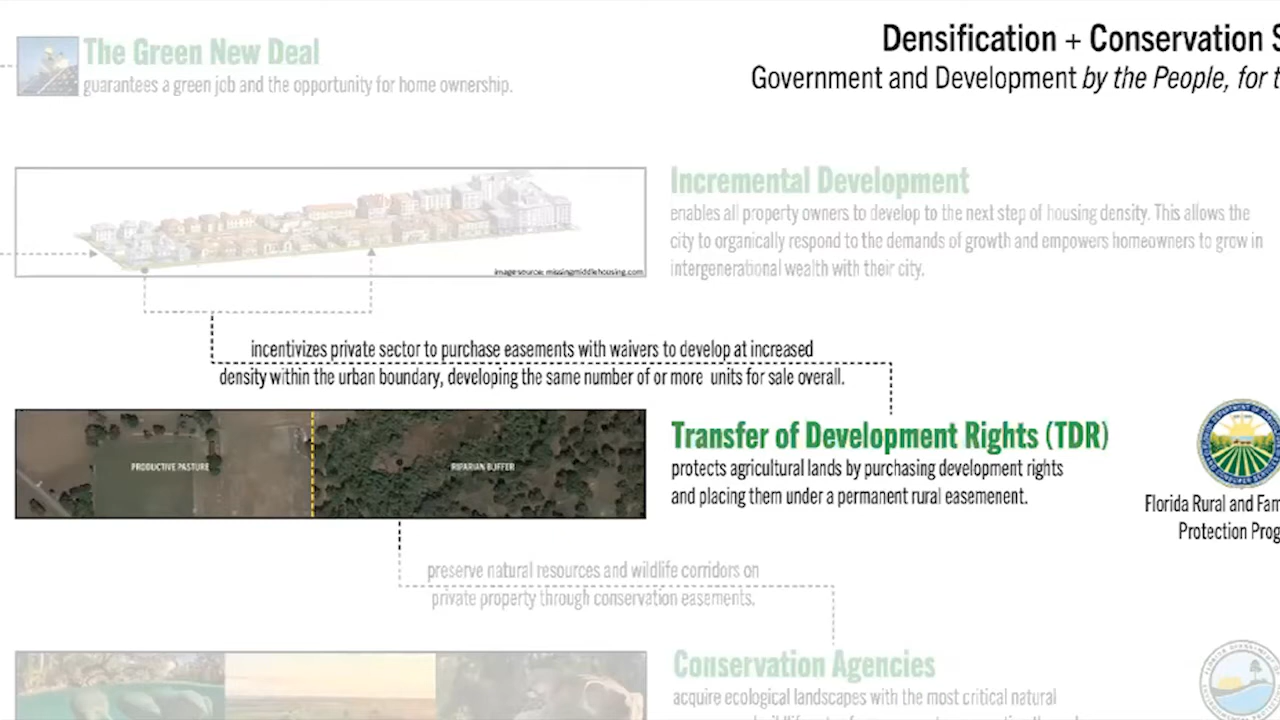 The Green New Deal
guarantees a green job and the opportunity for home ownership.
Densification + Conservation S
Government and Development by the People, for t
image source: missingmiddlehousing.com
Incremental Development
enables all property owners to develop to the next step of housing density. This allows the
city to organically respond to the demands of growth and empowers homeowners to grow in
intergenerational wealth with their city.
incentivizes private sector to purchase easements with waivers to develop at increased
density within the urban boundary, developing the same number of or more units for sale overall.
PRODUCTIVE PASTURE
RIPARIAN BUFFER
Transfer of Development Rights (TDR)
protects agricultural lands by purchasing development rights
and placing them under a permanent rural easemenent.
Florida Rural and Fam
Protection Prog
preserve natural resources and wildlife corridors on
private property through conservation easements.
Conservation Agencies
acquire ecological landscapes with the most critical natural